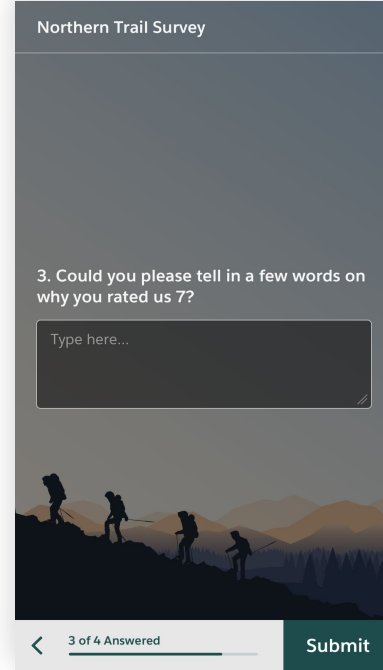 Northern Trail Survey
3. Could you please tell in a few words on
why you rated us 7?
Type here...
3 of 4 Answered
Submit